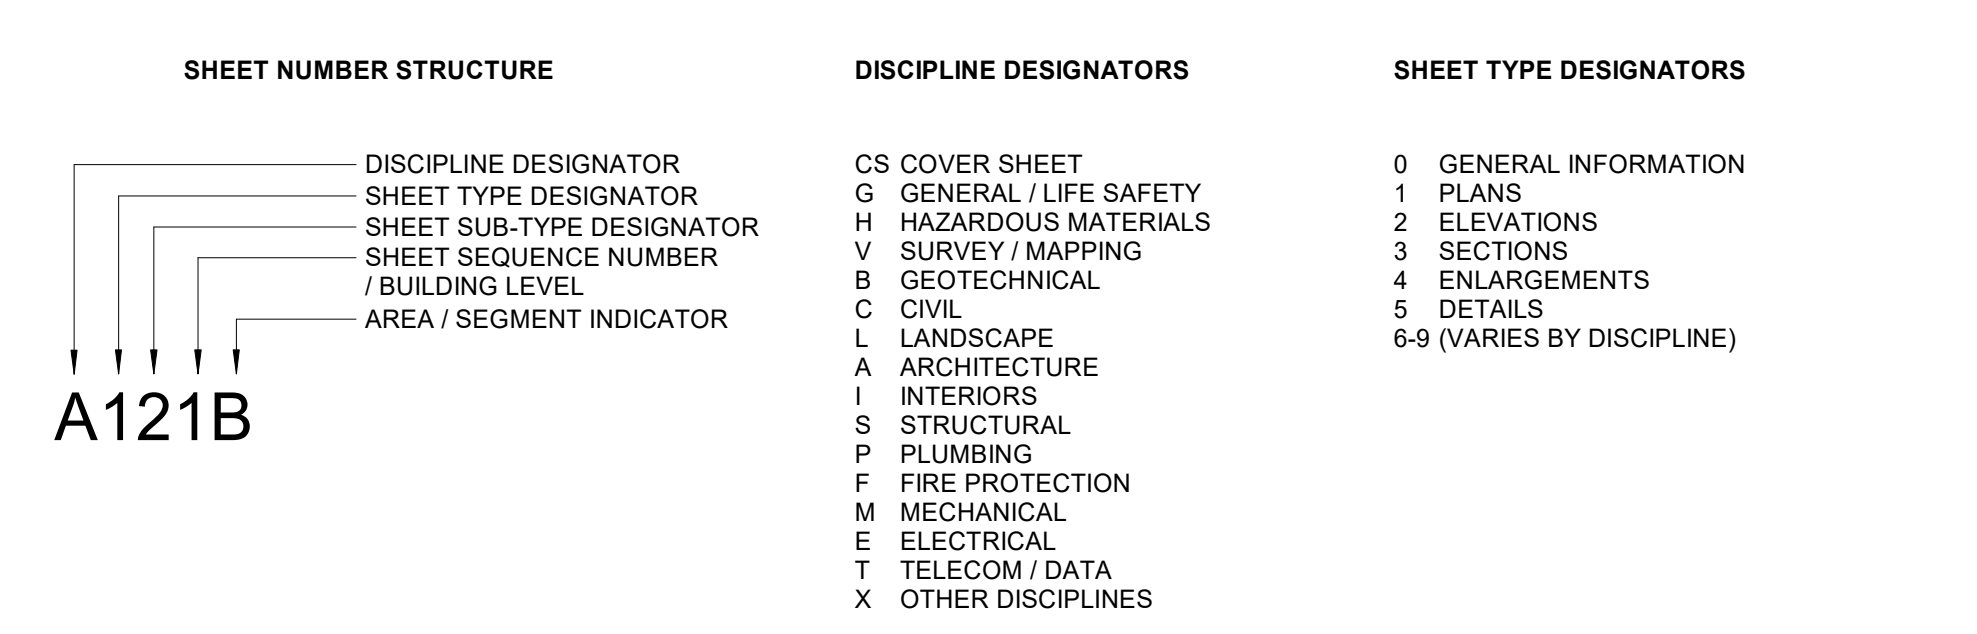 SHEET NUMBER STRUCTURE
DISCIPLINE DESIGNATOR
SHEET TYPE DESIGNATOR
SHEET SUB-TYPE DESIGNATOR
SHEET SEQUENCE NUMBER
/ BUILDING LEVEL
AREA / SEGMENT INDICATOR
A121B
DISCIPLINE DESIGNATORS
CS COVER SHEET
G GENERAL / LIFE SAFETY
H HAZARDOUS MATERIALS
V SURVEY / MAPPING
B GEOTECHNICAL
C CIVIL
L LANDSCAPE
A ARCHITECTURE
I INTERIORS
S STRUCTURAL
P PLUMBING
F FIRE PROTECTION
M MECHANICAL
E ELECTRICAL
T TELECOM / DATA
X OTHER DISCIPLINES
SHEET TYPE DESIGNATORS
0 GENERAL INFORMATION
1 PLANS
2 ELEVATIONS
3 SECTIONS
4 ENLARGEMENTS
5 DETAILS
6-9 (VARIES BY DISCIPLINE)